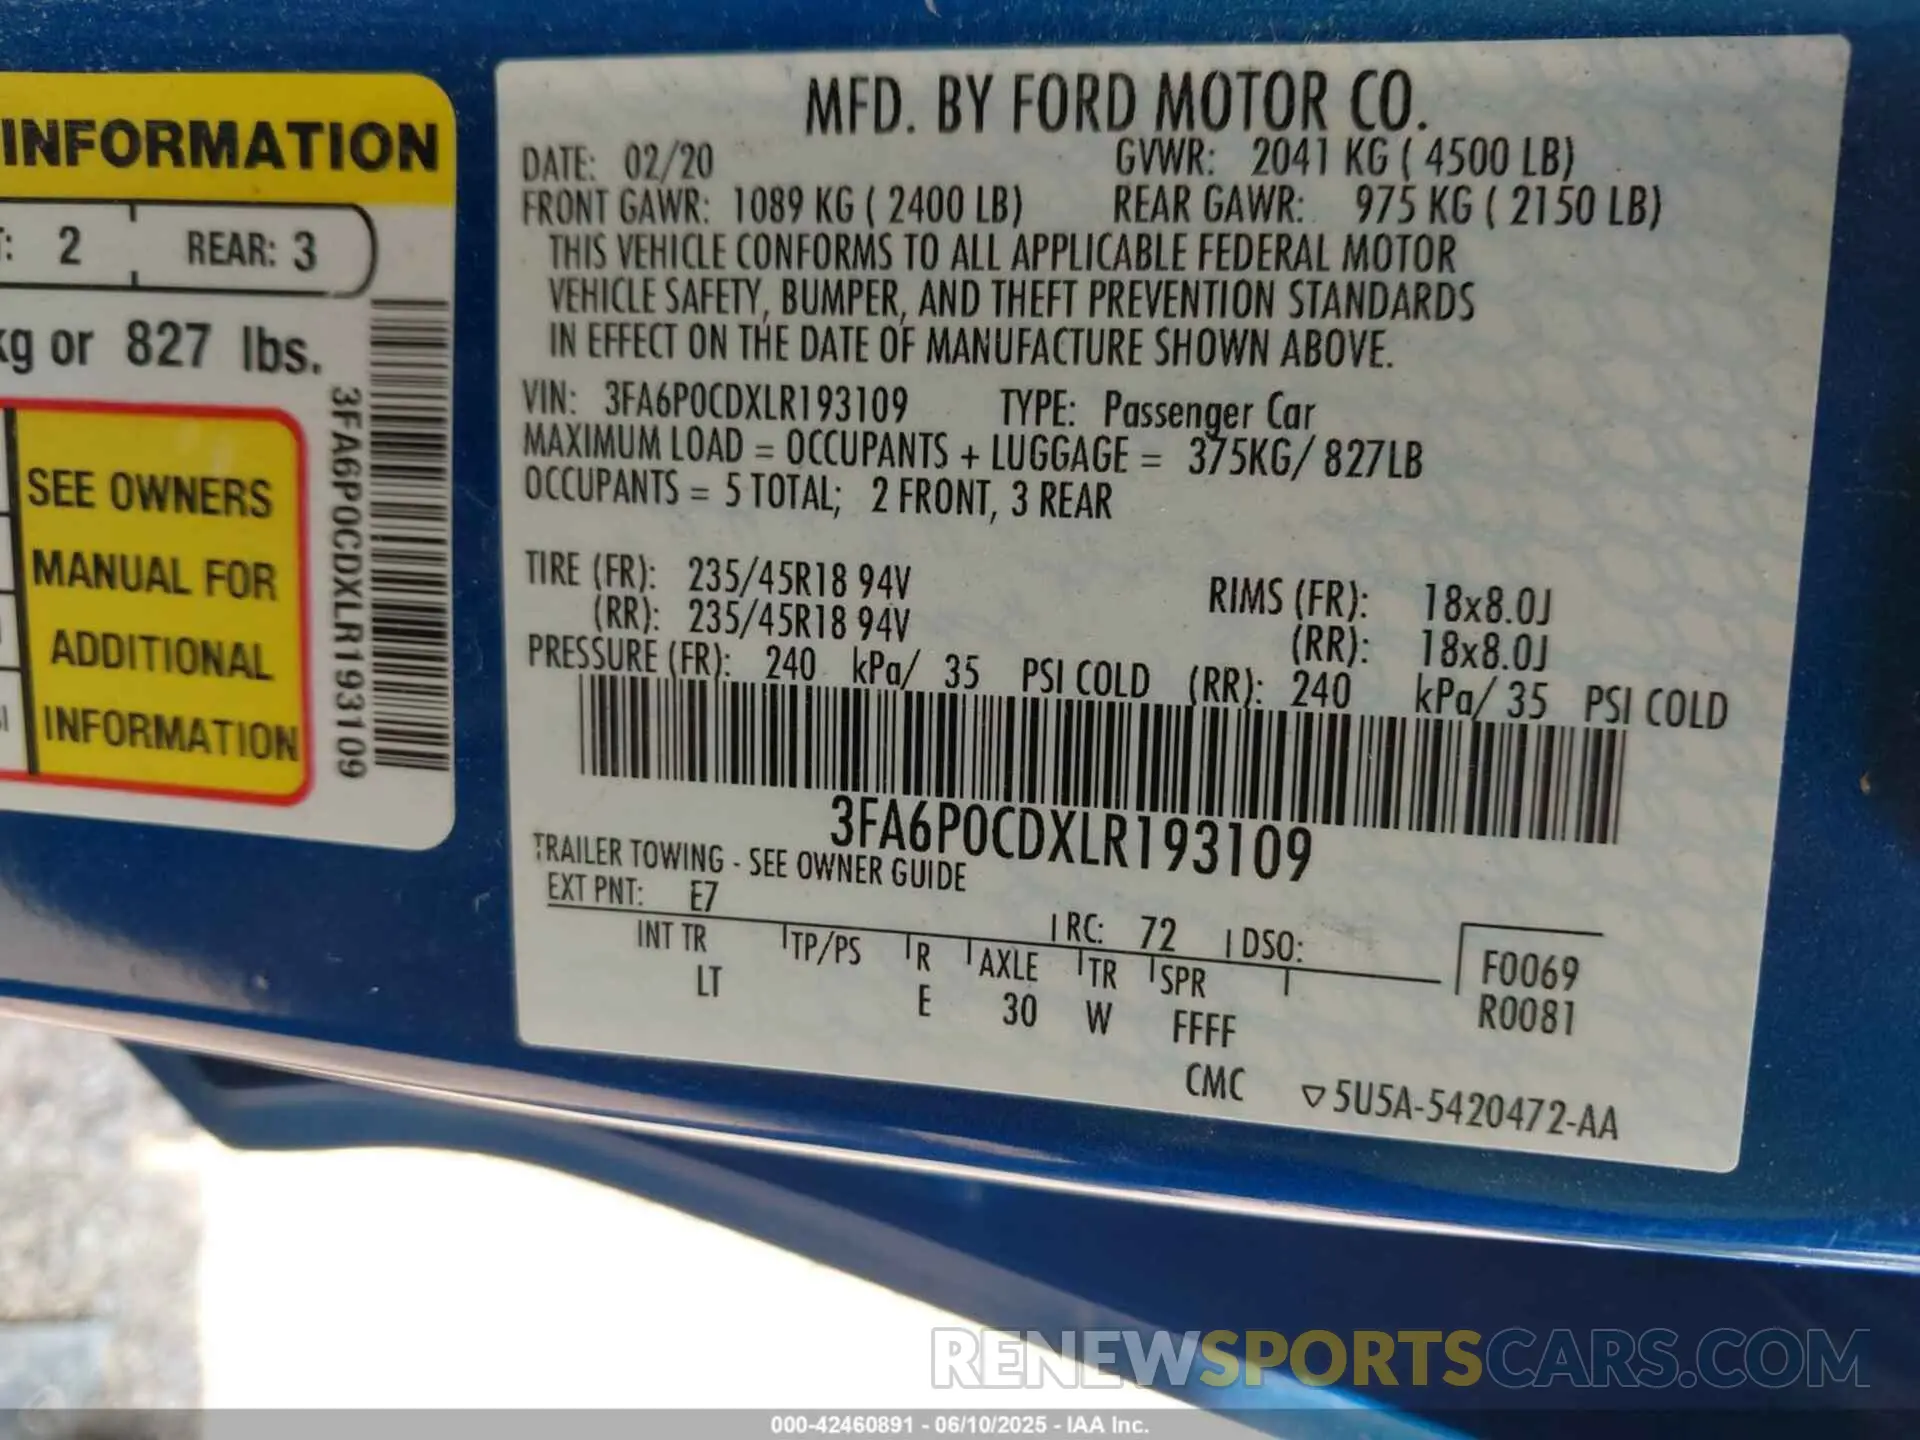 INFORMATION
2 REAR: 3
kg or 827 lbs.
SEE OWNERS
MANUAL FOR
ADDITIONAL
INFORMATION
3FA6P0CDXLR193109
MFD. BY FORD MOTOR CO.
DATE: 02/20 GVWR: 2041 KG ( 4500 LB)
FRONT GAWR: 1089 KG ( 2400 LB) REAR GAWR: 975 KG ( 2150 LB)
THIS VEHICLE CONFORMS TO ALL APPLICABLE FEDERAL MOTOR
VEHICLE SAFETY, BUMPER, AND THEFT PREVENTION STANDARDS
IN EFFECT ON THE DATE OF MANUFACTURE SHOWN ABOVE.
VIN: 3FA6P0CDXLR193109 TYPE: Passenger Car
MAXIMUM LOAD = OCCUPANTS + LUGGAGE = 375KG/ 827LB
OCCUPANTS = 5 TOTAL; 2 FRONT, 3 REAR
TIRE (FR): 235/45R18 94V RIMS (FR): 18x8.0J
(RR): 235/45R18 94V (RR): 18x8.0J
PRESSURE (FR): 240 kPa/ 35 PSI COLD (RR): 240 kPa/ 35 PSI COLD
3FA6P0CDXLR193109
TRAILER TOWING - SEE OWNER GUIDE
EXT PNT: E7 RC: 72 DSO:
INT TR TP/PS R AXLE TR SPR F0069
LT E 30 W FFFF R0081
CMC ▽5U5A-5420472-AA
RENEWSPORTSCARS.COM
000-42460891 - 06/10/2025 - IAA Inc.